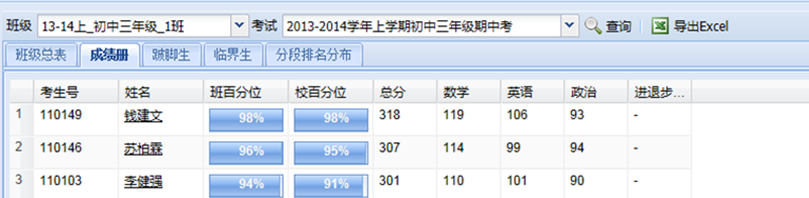 班级 13-14上_初中三年级_1班 考试 2013-2014学年上学期初中三年级期中考 查询 导出Excel
班级总表 成绩册 跛脚生 临界生 分段排名分布
考生号 姓名 班百分位 校百分位 总分 数学 英语 政治 进退步...
1 110149 钱建文 98% 98% 318 119 106 93 -
2 110146 苏柏霖 96% 95% 307 114 99 94 -
3 110103 李健强 94% 91% 301 110 101 90 -